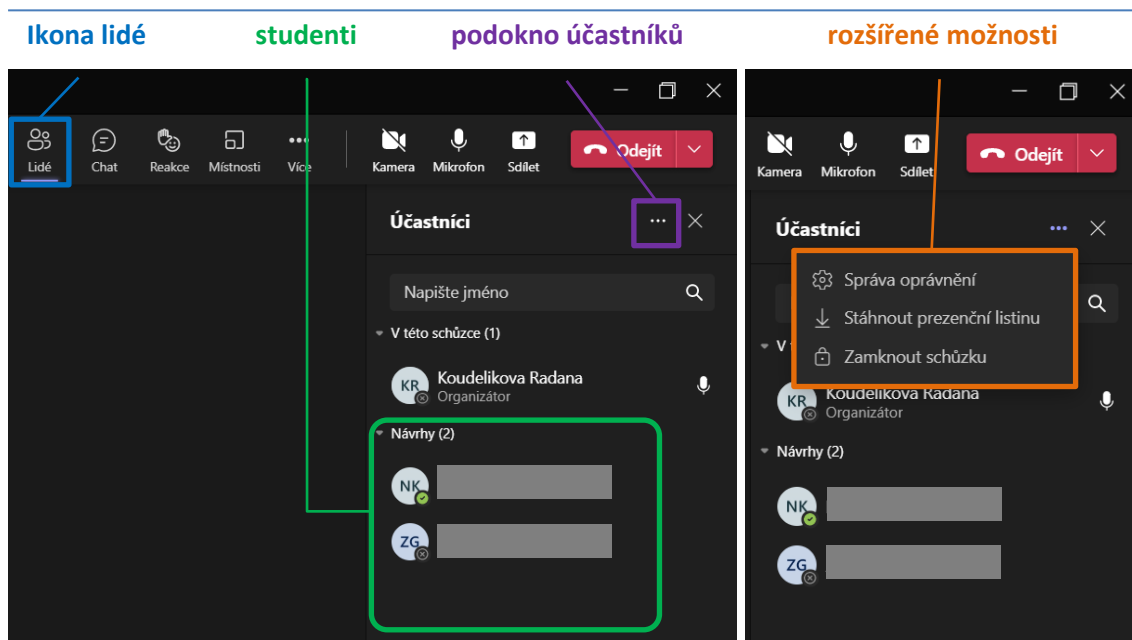 Ikona lidé studenti podokno účastníků rozšířené možnosti
Lidé Chat Reakce Místnosti Více Kamera Mikrofon Sdílet Odejít
Účastníci
Napište jméno
V této schůzce (1)
KR Koudelikova Radana
Organizátor
Návrhy (2)
NK
ZG
Kamera Mikrofon Sdílet Odejít
Účastníci
Správa oprávnění
Stáhnout prezenční listinu
Zamknout schůzku
V
KR Koudelikova Radana
Organizátor
Návrhy (2)
NK
ZG